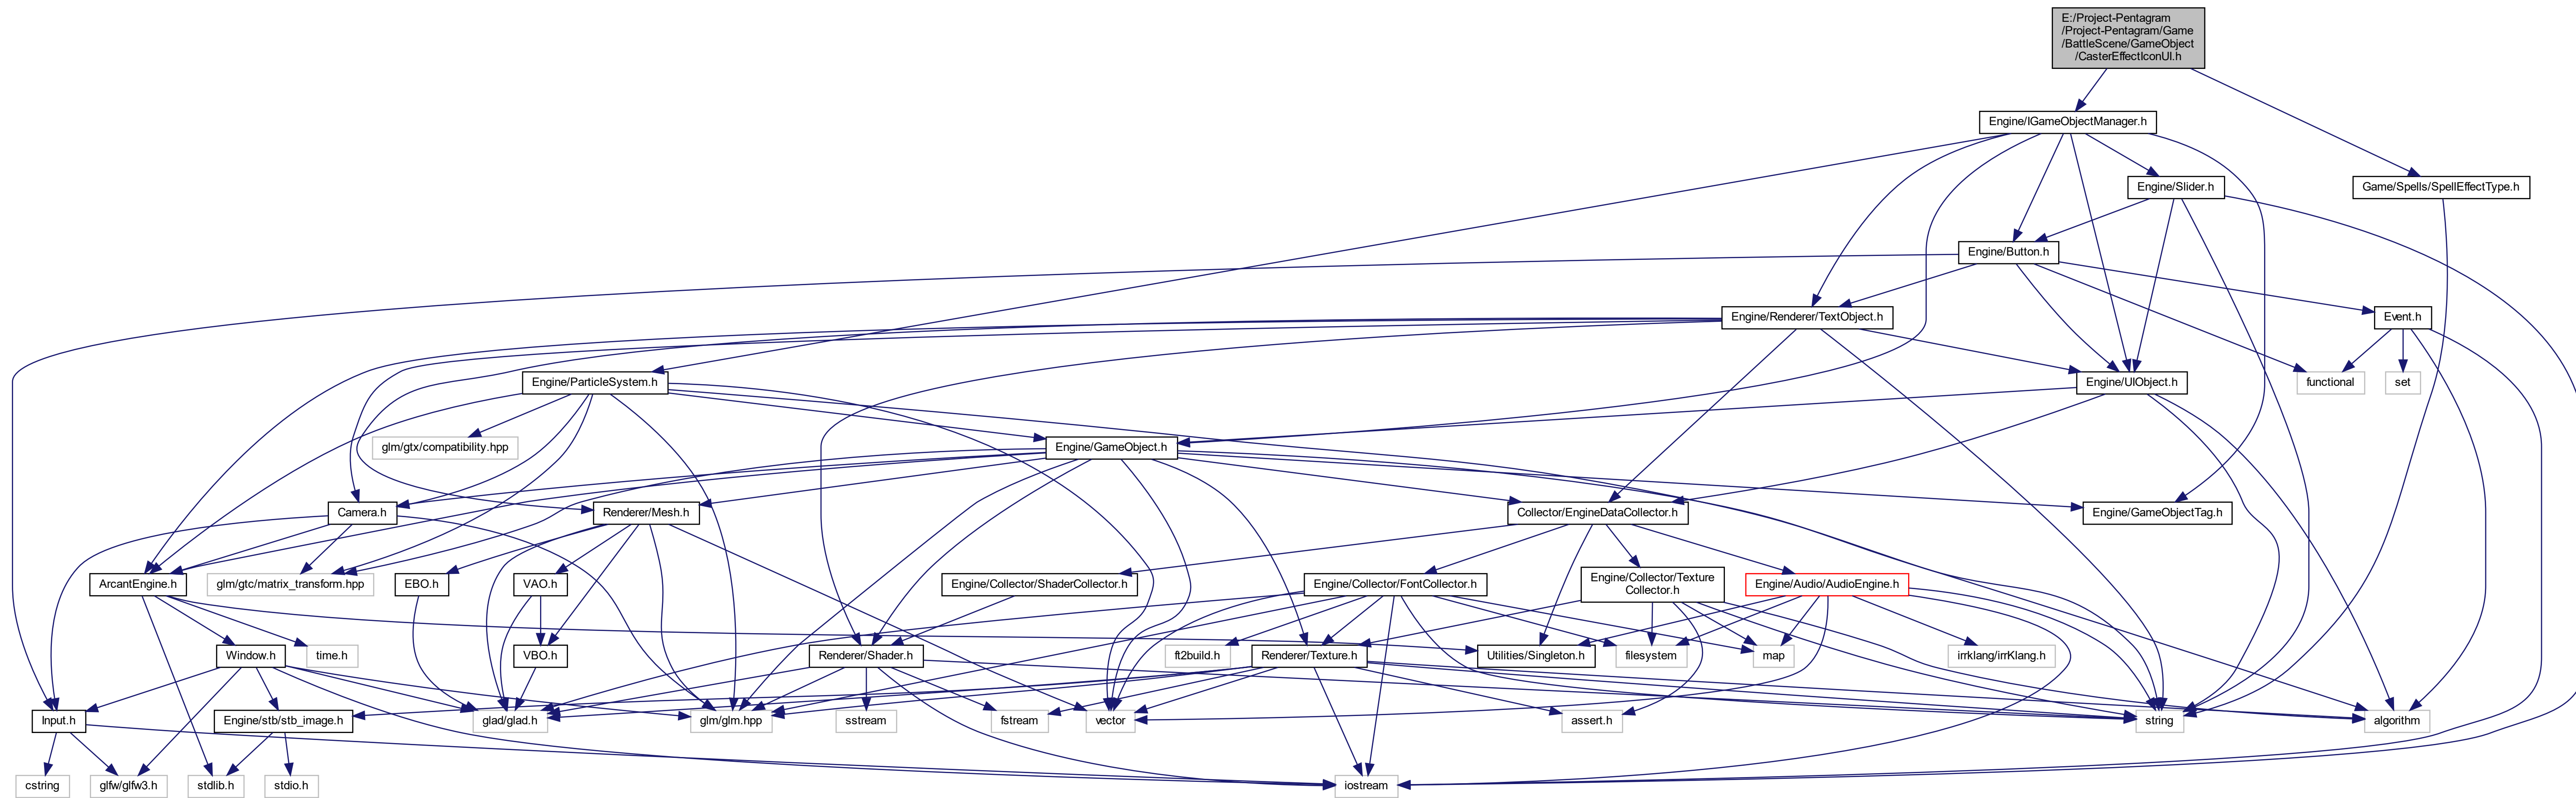 E:/Project-Pentagram
/Project-Pentagram/Game
/BattleScene/GameObject
/CasterEffectIconUI.h
Engine/IGameObjectManager.h
Engine/Slider.h
Game/Spells/SpellEffectType.h
Engine/Button.h
Engine/Renderer/TextObject.h
Event.h
Engine/ParticleSystem.h
Engine/UIObject.h
functional
set
glm/gtx/compatibility.hpp
Engine/GameObject.h
Camera.h
Renderer/Mesh.h
Collector/EngineDataCollector.h
Engine/GameObjectTag.h
ArcantEngine.h
glm/gtc/matrix_transform.hpp
EBO.h
VAO.h
Engine/Collector/ShaderCollector.h
Engine/Collector/FontCollector.h
Engine/Collector/Texture
Collector.h
Engine/Audio/AudioEngine.h
Window.h
time.h
VBO.h
Renderer/Shader.h
ft2build.h
Renderer/Texture.h
Utilities/Singleton.h
filesystem
map
irrklang/irrKlang.h
Input.h
Engine/stb/stb_image.h
glad/glad.h
glm/glm.hpp
sstream
fstream
vector
assert.h
string
algorithm
cstring
glfw/glfw3.h
stdlib.h
stdio.h
iostream